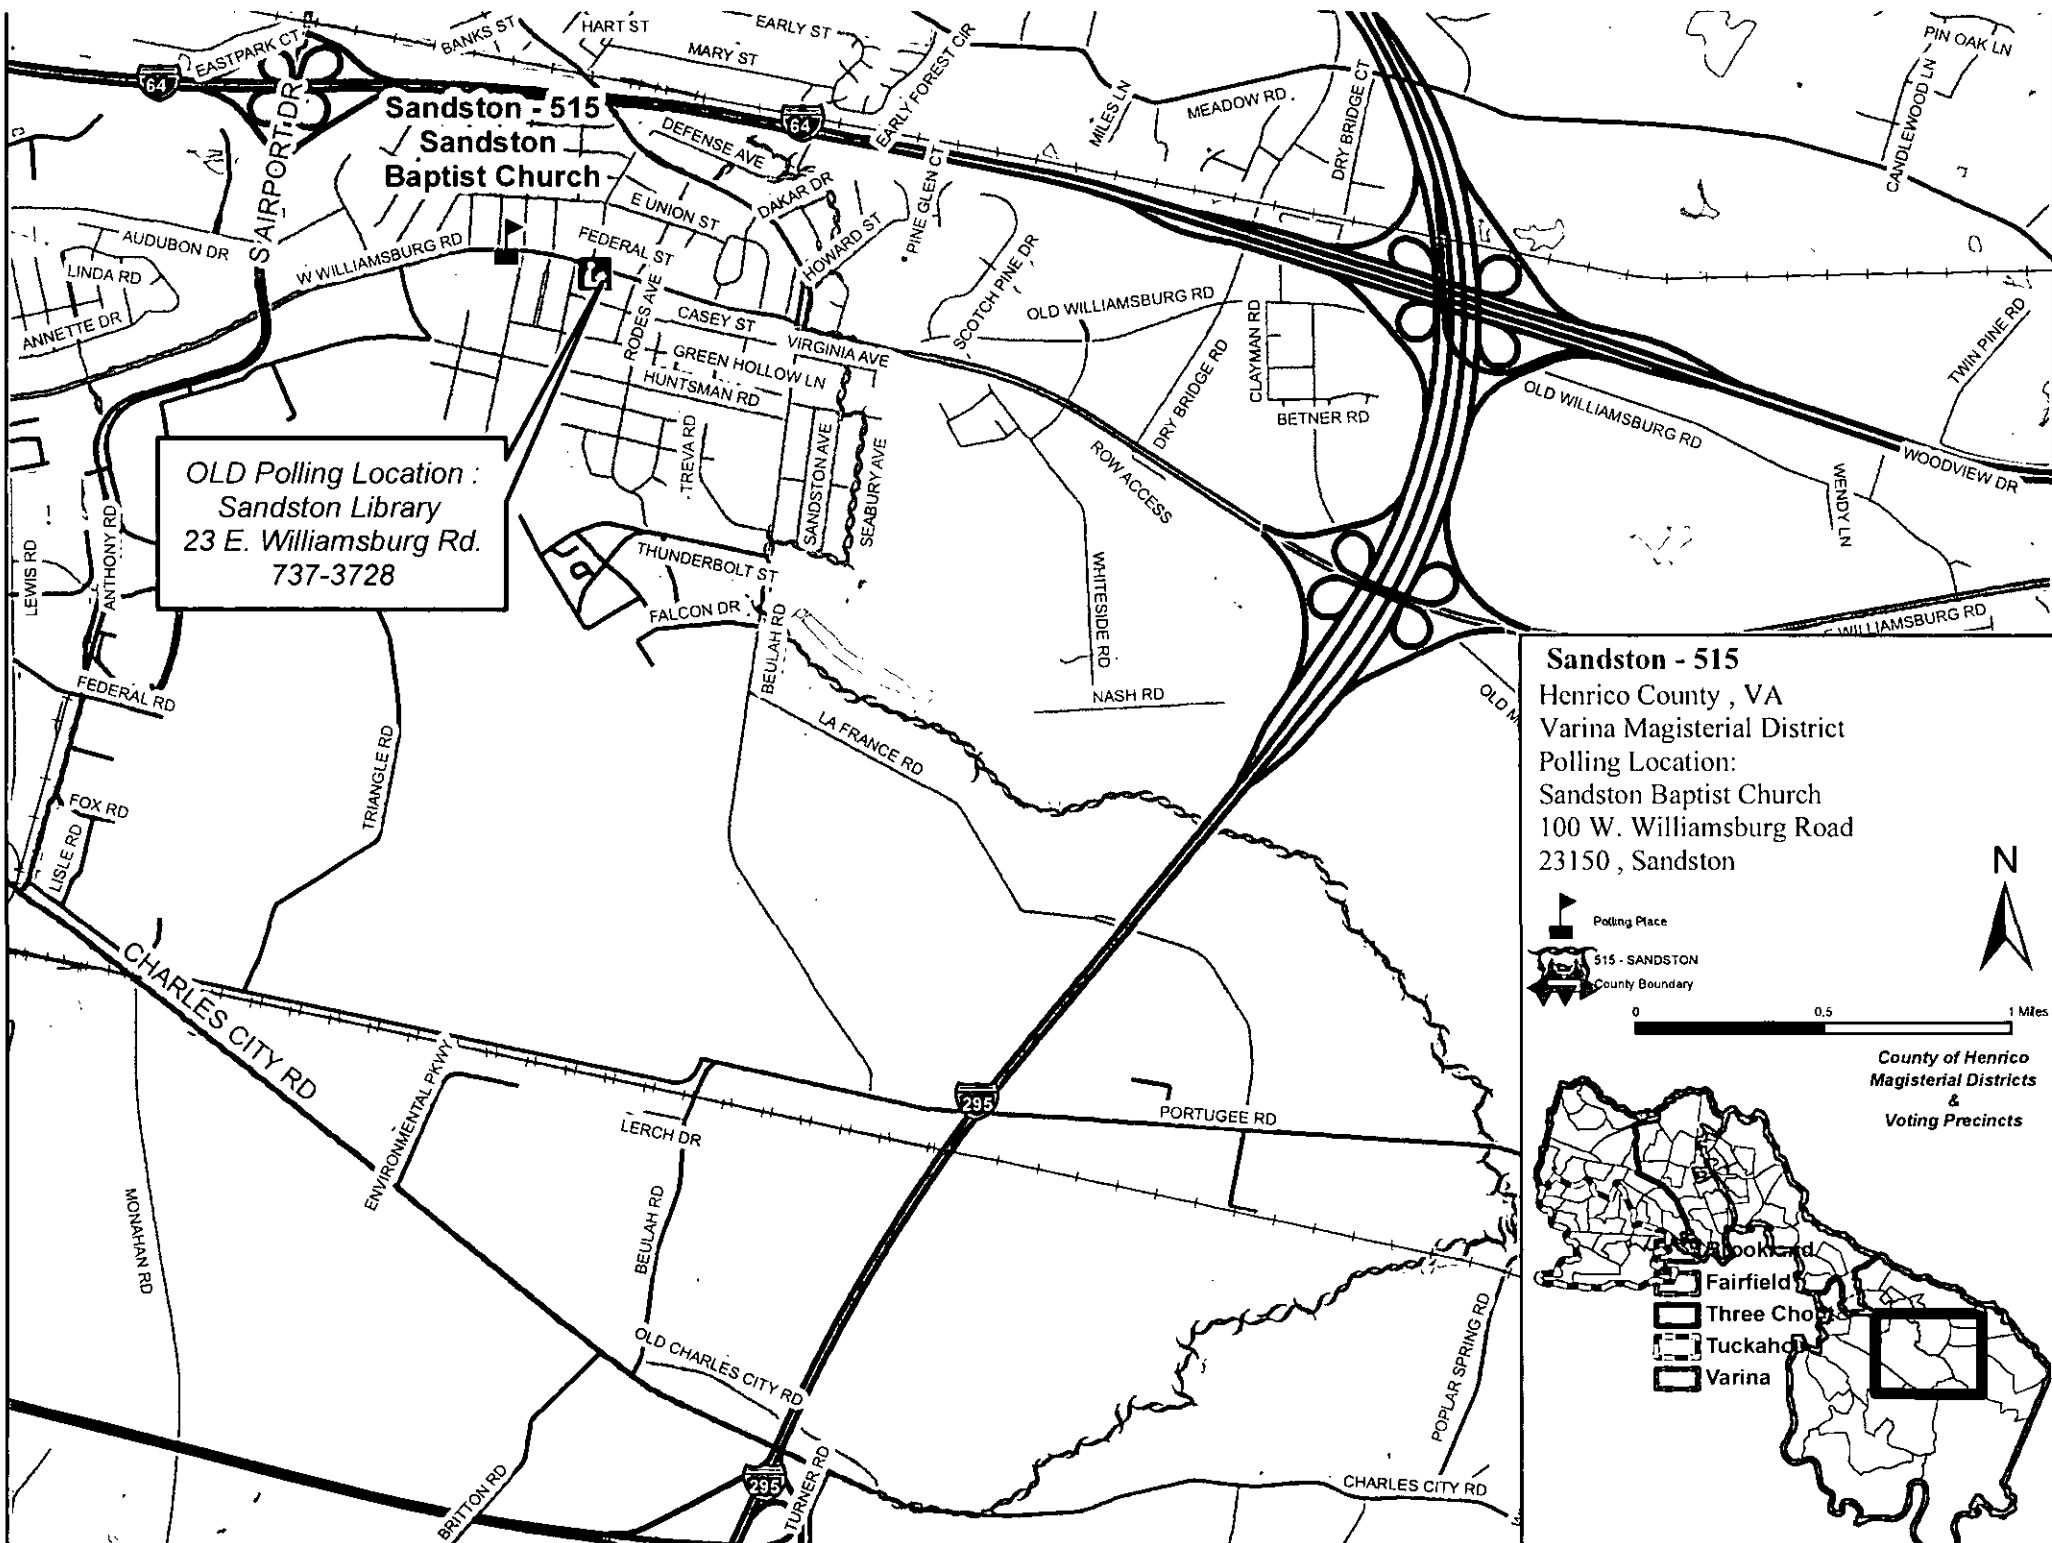 EASTPARK CT
BANKS ST
HART ST
EARLY ST
MARY ST
EARLY FOREST CIR
PIN OAK LN
64
S AIRPORT DR
Sandston - 515
Sandston
Baptist Church
DEFENSE AVE
64
MILES LN
MEADOW RD
DRY BRIDGE CT
CANDLEWOOD LN
DAKAR DR
PINE GLEN CT
E UNION ST
AUDUBON DR
W WILLIAMSBURG RD
FEDERAL ST
HOWARD ST
LINDA RD
SCOTCH PINE DR
ANNETTE DR
RODES AVE
CASEY ST
OLD WILLIAMSBURG RD
CLAYMAN RD
TWIN PINE RD
VIRGINIA AVE
GREEN HOLLOW LN
HUNTSMAN RD
DRY BRIDGE RD
BETNER RD
OLD WILLIAMSBURG RD
OLD Polling Location :
Sandston Library
23 E. Williamsburg Rd.
737-3728
TREVA RD
SANDSTON AVE
SEABURY AVE
ROW ACCESS
WOODVIEW DR
WENDY LN
LEWIS RD
ANTHONY RD
THUNDERBOLT ST
FALCON DR
BEULAH RD
WHITESIDE RD
E WILLIAMSBURG RD
FEDERAL RD
NASH RD
OLD M
LA FRANCE RD
TRIANGLE RD
FOX RD
LISLE RD
CHARLES CITY RD
ENVIRONMENTAL PKWY
295
PORTUGEE RD
LERCH DR
MONAHAN RD
BEULAH RD
OLD CHARLES CITY RD
POPLAR SPRING RD
BRITTON RD
295
TURNER RD
CHARLES CITY RD
Sandston - 515
Henrico County , VA
Varina Magisterial District
Polling Location:
Sandston Baptist Church
100 W. Williamsburg Road
23150 , Sandston
N
Polling Place
515 - SANDSTON
County Boundary
0 0.5 1 Miles
County of Henrico
Magisterial Districts
&
Voting Precincts
Brookland
Fairfield
Three Cho
Tuckaho
Varina